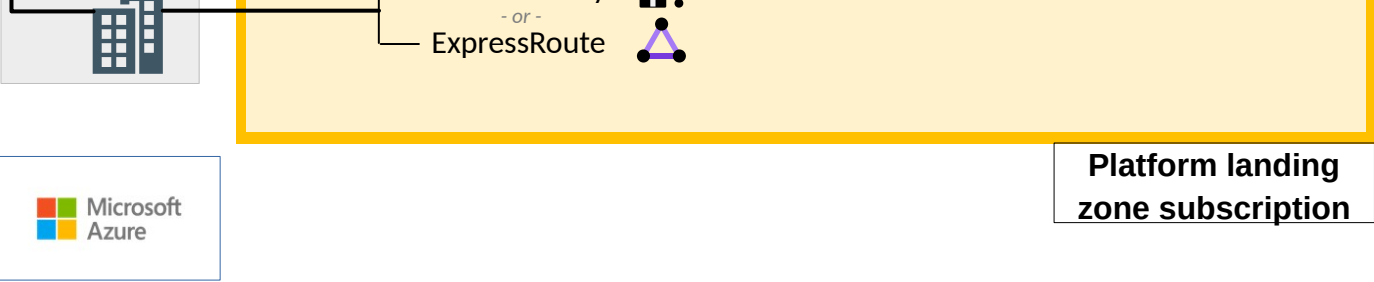 - or -
ExpressRoute
Platform landing
zone subscription
Microsoft
Azure